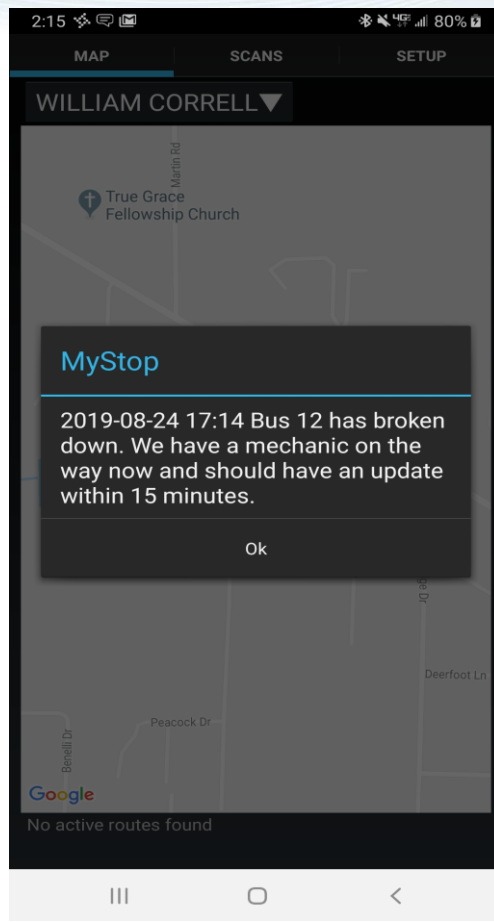 2:15 80%
MAP SCANS SETUP
WILLIAM CORRELL▼
Martin Rd
True Grace
Fellowship Church
MyStop
2019-08-24 17:14 Bus 12 has broken
down. We have a mechanic on the
way now and should have an update
within 15 minutes.
Ok
ge Dr
Deerfoot Ln
Peacock Dr
Benelli Dr
Google
No active routes found